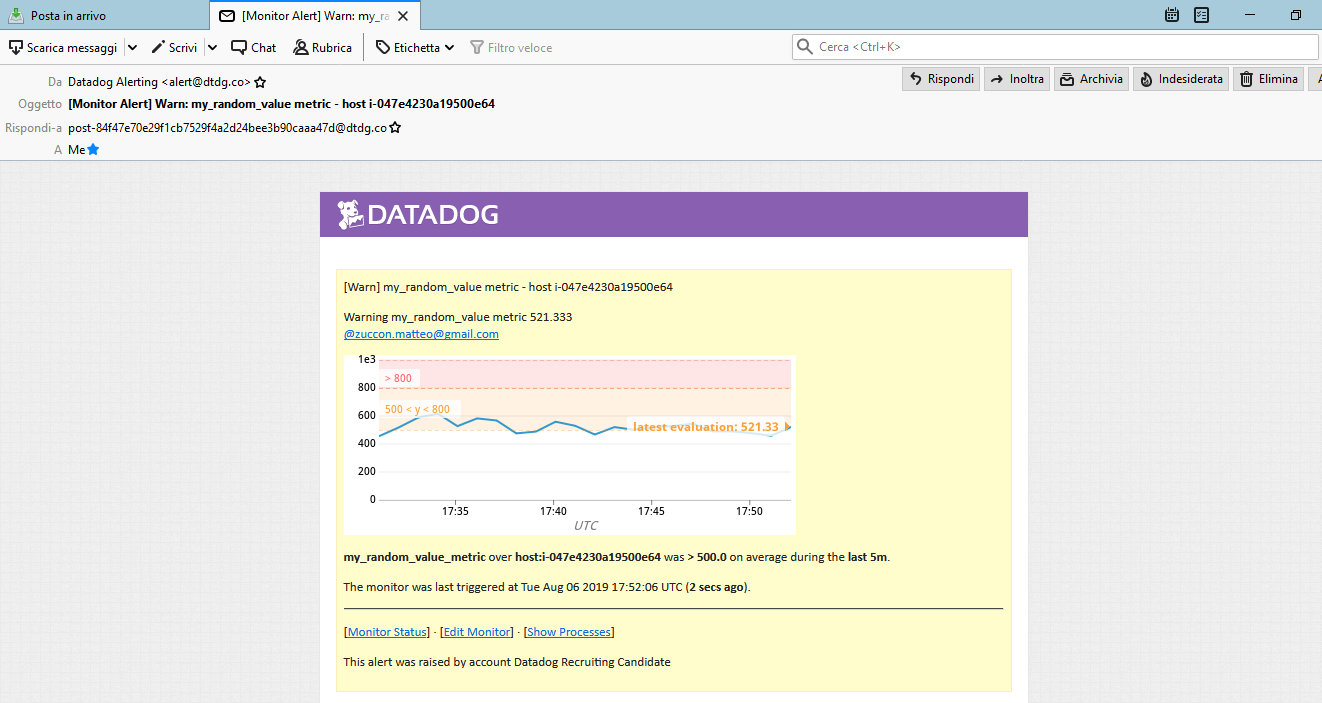 Posta in arrivo
[Monitor Alert] Warn: my_ra
Scarica messaggi
Scrivi
Chat
Rubrica
Etichetta
Filtro veloce
Cerca <Ctrl+K>
Da Datadog Alerting <alert@dtdg.co>
Rispondi
Inoltra
Archivia
Indesiderata
Elimina
Oggetto [Monitor Alert] Warn: my_random_value metric - host i-047e4230a19500e64
Rispondi-a post-84f47e70e29f1cb7529f4a2d24bee3b90caaa47d@dtdg.co
A Me
DATADOG
[Warn] my_random_value metric - host i-047e4230a19500e64
Warning my_random_value metric 521.333
@zuccon.matteo@gmail.com
1e3
> 800
800
500 < y < 800
600
latest evaluation: 521.33
400
200
0
17:35 17:40 17:45 17:50
UTC
my_random_value_metric over host:i-047e4230a19500e64 was > 500.0 on average during the last 5m.
The monitor was last triggered at Tue Aug 06 2019 17:52:06 UTC (2 secs ago).
[Monitor Status] · [Edit Monitor] · [Show Processes]
This alert was raised by account Datadog Recruiting Candidate